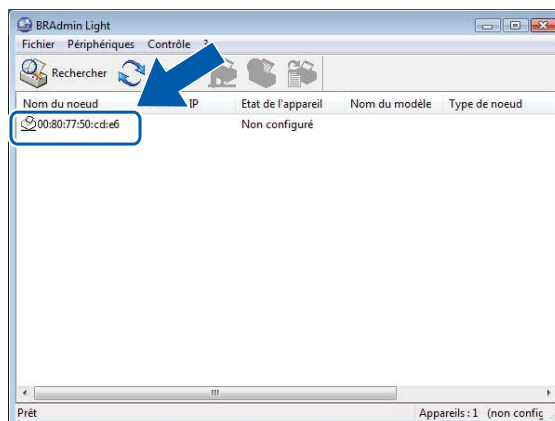 BRAdmin Light
Fichier Périphériques Contrôle ?
Rechercher
Nom du noeud IP Etat de l'appareil Nom du modèle Type de noeud
00:80:77:50:cd:e6 Non configuré
Prêt Appareils : 1 (non config